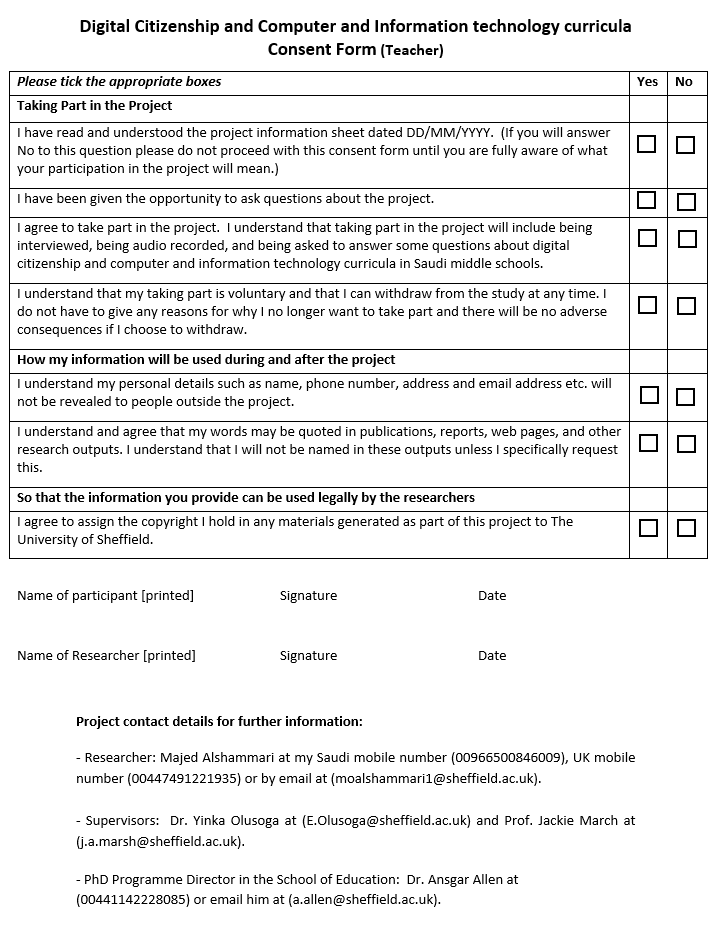 Digital Citizenship and Computer and Information technology curricula
Consent Form (Teacher)
Please tick the appropriate boxes Yes No
Taking Part in the Project
I have read and understood the project information sheet dated DD/MM/YYYY. (If you will answer
No to this question please do not proceed with this consent form until you are fully aware of what
your participation in the project will mean.)
I have been given the opportunity to ask questions about the project.
I agree to take part in the project. I understand that taking part in the project will include being
interviewed, being audio recorded, and being asked to answer some questions about digital
citizenship and computer and information technology curricula in Saudi middle schools.
I understand that my taking part is voluntary and that I can withdraw from the study at any time. I
do not have to give any reasons for why I no longer want to take part and there will be no adverse
consequences if I choose to withdraw.
How my information will be used during and after the project
I understand my personal details such as name, phone number, address and email address etc. will
not be revealed to people outside the project.
I understand and agree that my words may be quoted in publications, reports, web pages, and other
research outputs. I understand that I will not be named in these outputs unless I specifically request
this.
So that the information you provide can be used legally by the researchers
I agree to assign the copyright I hold in any materials generated as part of this project to The
University of Sheffield.
Name of participant [printed] Signature Date
Name of Researcher [printed] Signature Date
Project contact details for further information:
- Researcher: Majed Alshammari at my Saudi mobile number (00966500846009), UK mobile
number (00447491221935) or by email at (moalshammari1@sheffield.ac.uk).
- Supervisors: Dr. Yinka Olusoga at (E.Olusoga@sheffield.ac.uk) and Prof. Jackie March at
(j.a.marsh@sheffield.ac.uk).
- PhD Programme Director in the School of Education: Dr. Ansgar Allen at
(00441142228085) or email him at (a.allen@sheffield.ac.uk).